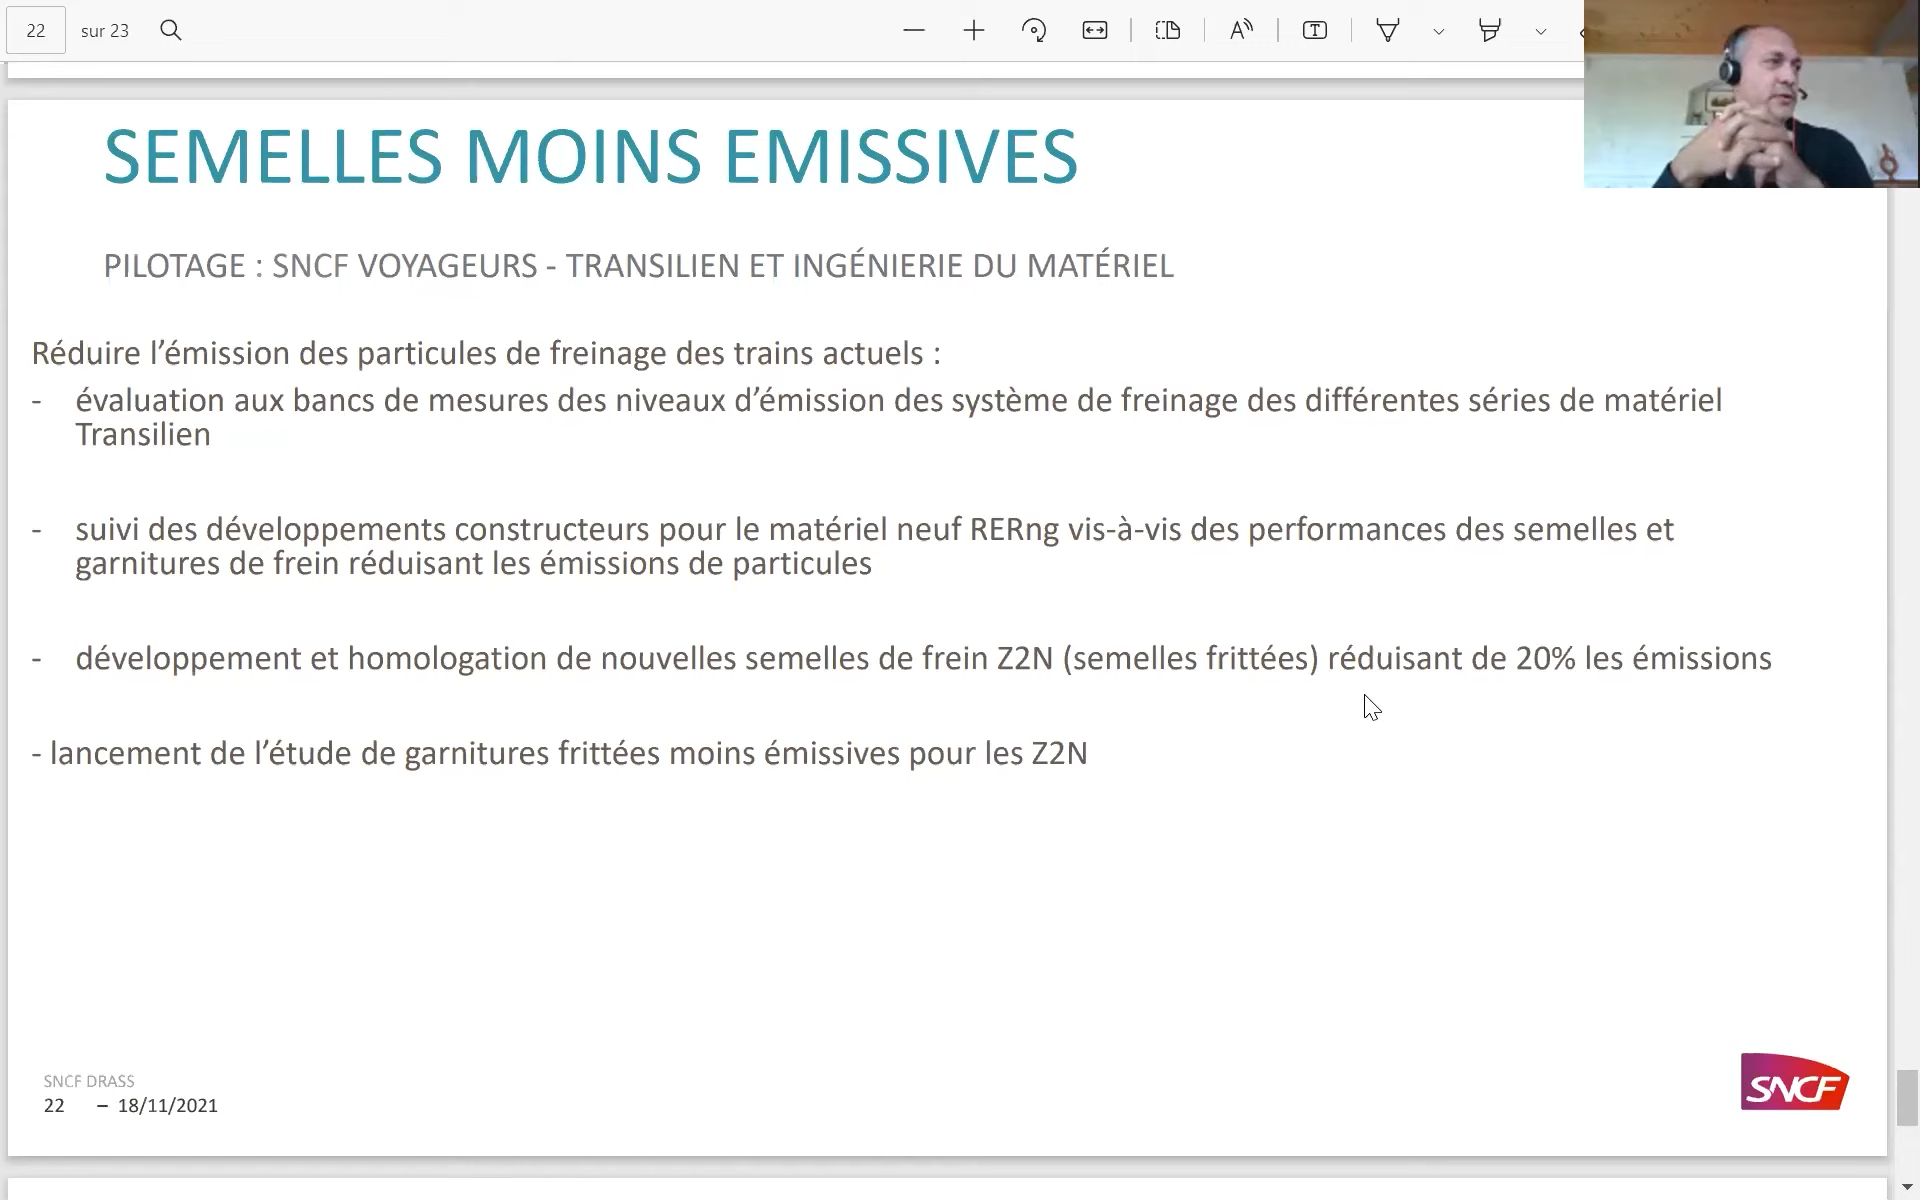 22 sur 23
SEMELLES MOINS EMISSIVES
PILOTAGE : SNCF VOYAGEURS - TRANSILIEN ET INGÉNIERIE DU MATÉRIEL
Réduire l’émission des particules de freinage des trains actuels :
- évaluation aux bancs de mesures des niveaux d’émission des système de freinage des différentes séries de matériel
Transilien
- suivi des développements constructeurs pour le matériel neuf RERng vis-à-vis des performances des semelles et
garnitures de frein réduisant les émissions de particules
- développement et homologation de nouvelles semelles de frein Z2N (semelles frittées) réduisant de 20% les émissions
- lancement de l’étude de garnitures frittées moins émissives pour les Z2N
SNCF DRASS
22 – 18/11/2021
SNCF